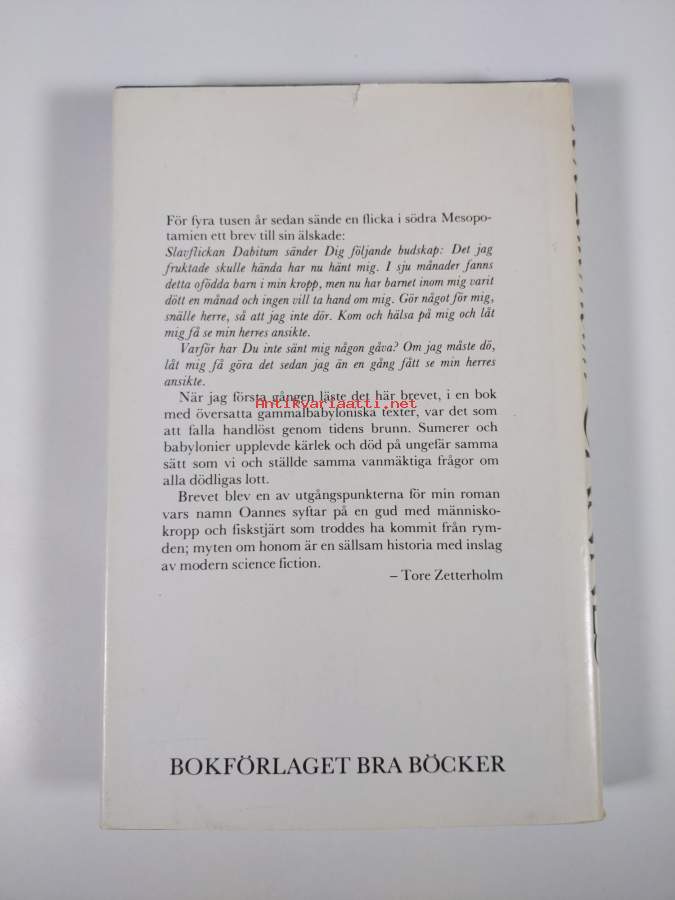 För fyra tusen år sedan sände en flicka i södra Mesopo-
tamien ett brev till sin älskade:
Slavflickan Dabitum sänder Dig följande budskap: Det jag
fruktade skulle hända har nu hänt mig. I sju månader fanns
detta ofödda barn i min kropp, men nu har barnet inom mig varit
dött en månad och ingen vill ta hand om mig. Gör något för mig,
snälle herre, så att jag inte dör. Kom och hälsa på mig och låt
mig få se min herres ansikte.
Varför har Du inte sänt mig någon gåva? Om jag måste dö,
låt mig få göra det sedan jag än en gång fått se min herres
ansikte.
När jag första gången läste det här brevet, i en bok
Antikvariaatti.net
med översatta gammalbabyloniska texter, var det som
att falla handlöst genom tidens brunn. Sumerer och
babylonier upplevde kärlek och död på ungefär samma
sätt som vi och ställde samma vanmäktiga frågor om
alla dödligas lott.
Brevet blev en av utgångspunkterna för min roman
vars namn Oannes syftar på en gud med människo-
kropp och fiskstjärt som troddes ha kommit från rym-
den; myten om honom är en sällsam historia med inslag
av modern science fiction.
– Tore Zetterholm
BOKFÖRLAGET BRA BÖCKER